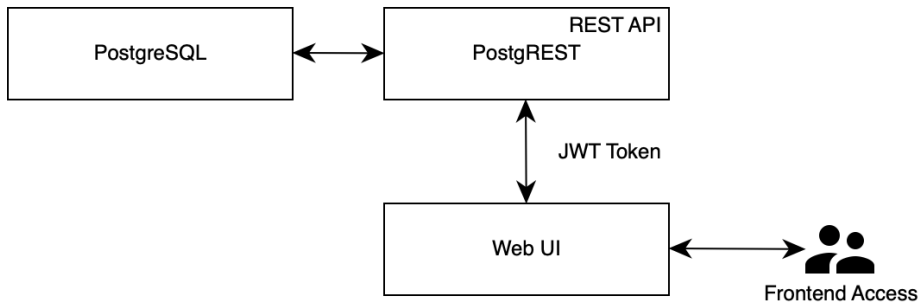 PostgreSQL
REST API
PostgREST
JWT Token
Web UI
Frontend Access